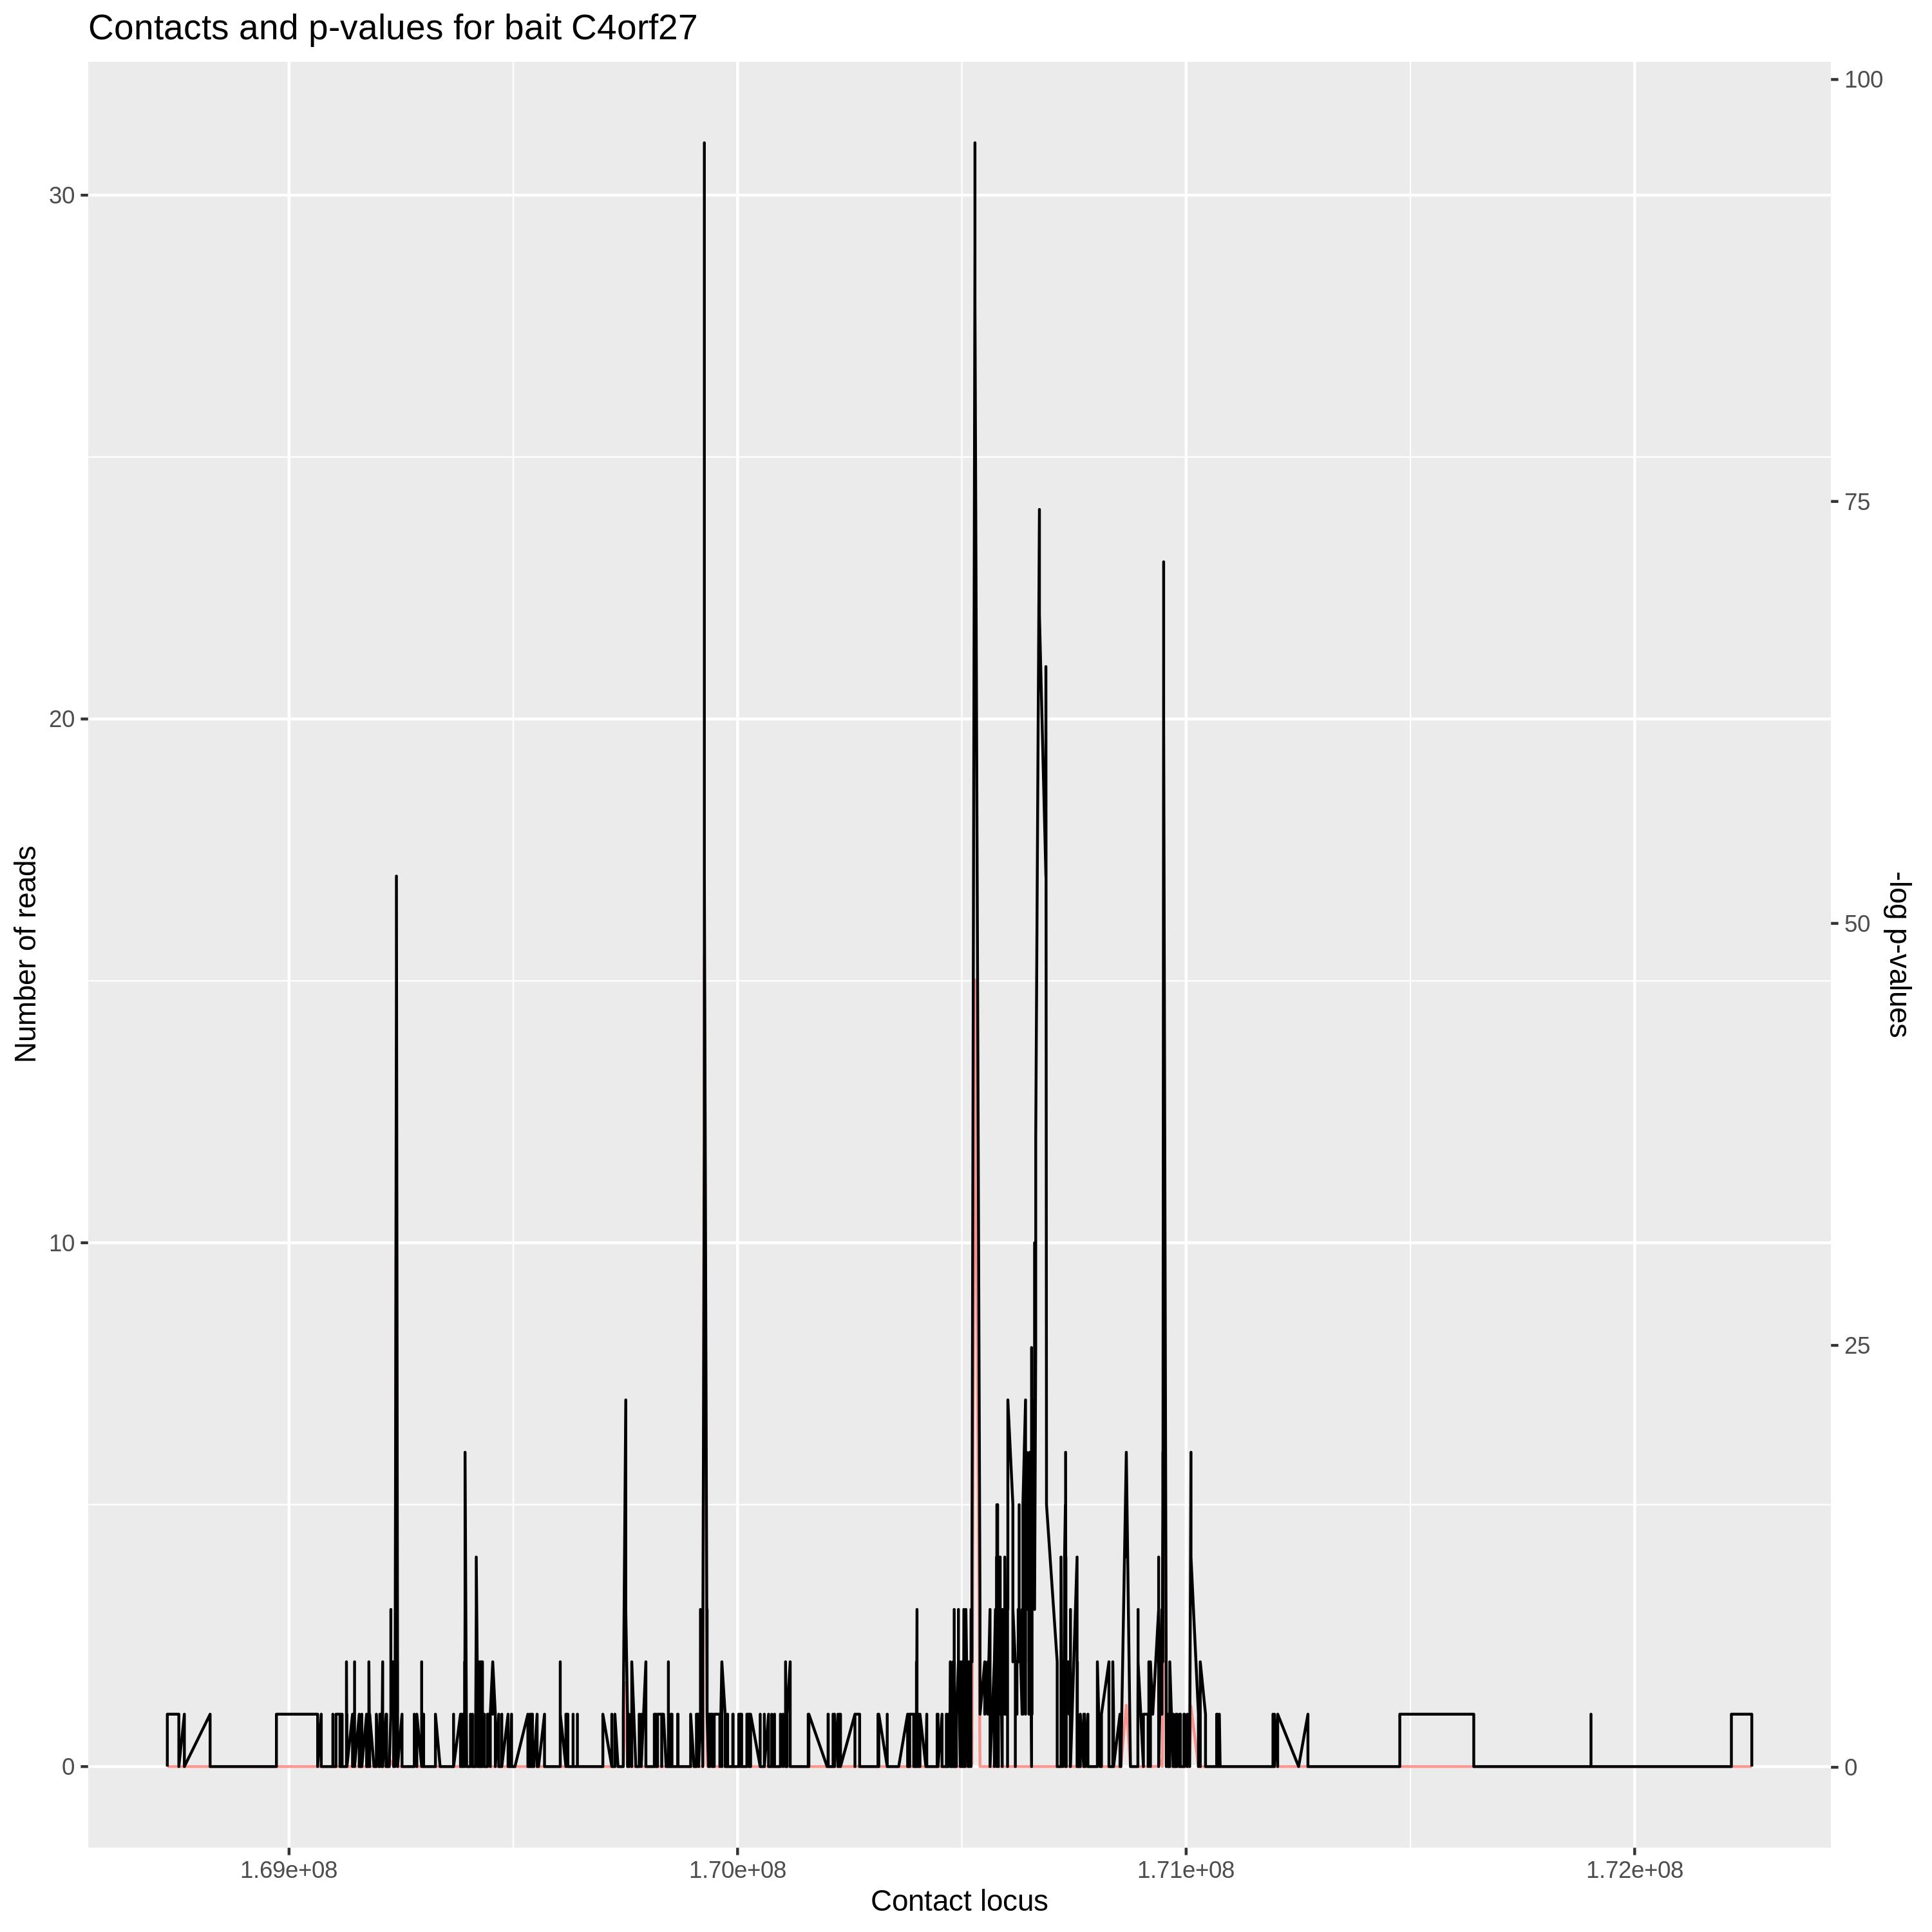 Contacts and p-values for bait C4orf27
100
30
75
20
Number of reads
50
-log p-values
10
25
0
0
1.69e+08
1.70e+08
1.71e+08
1.72e+08
Contact locus